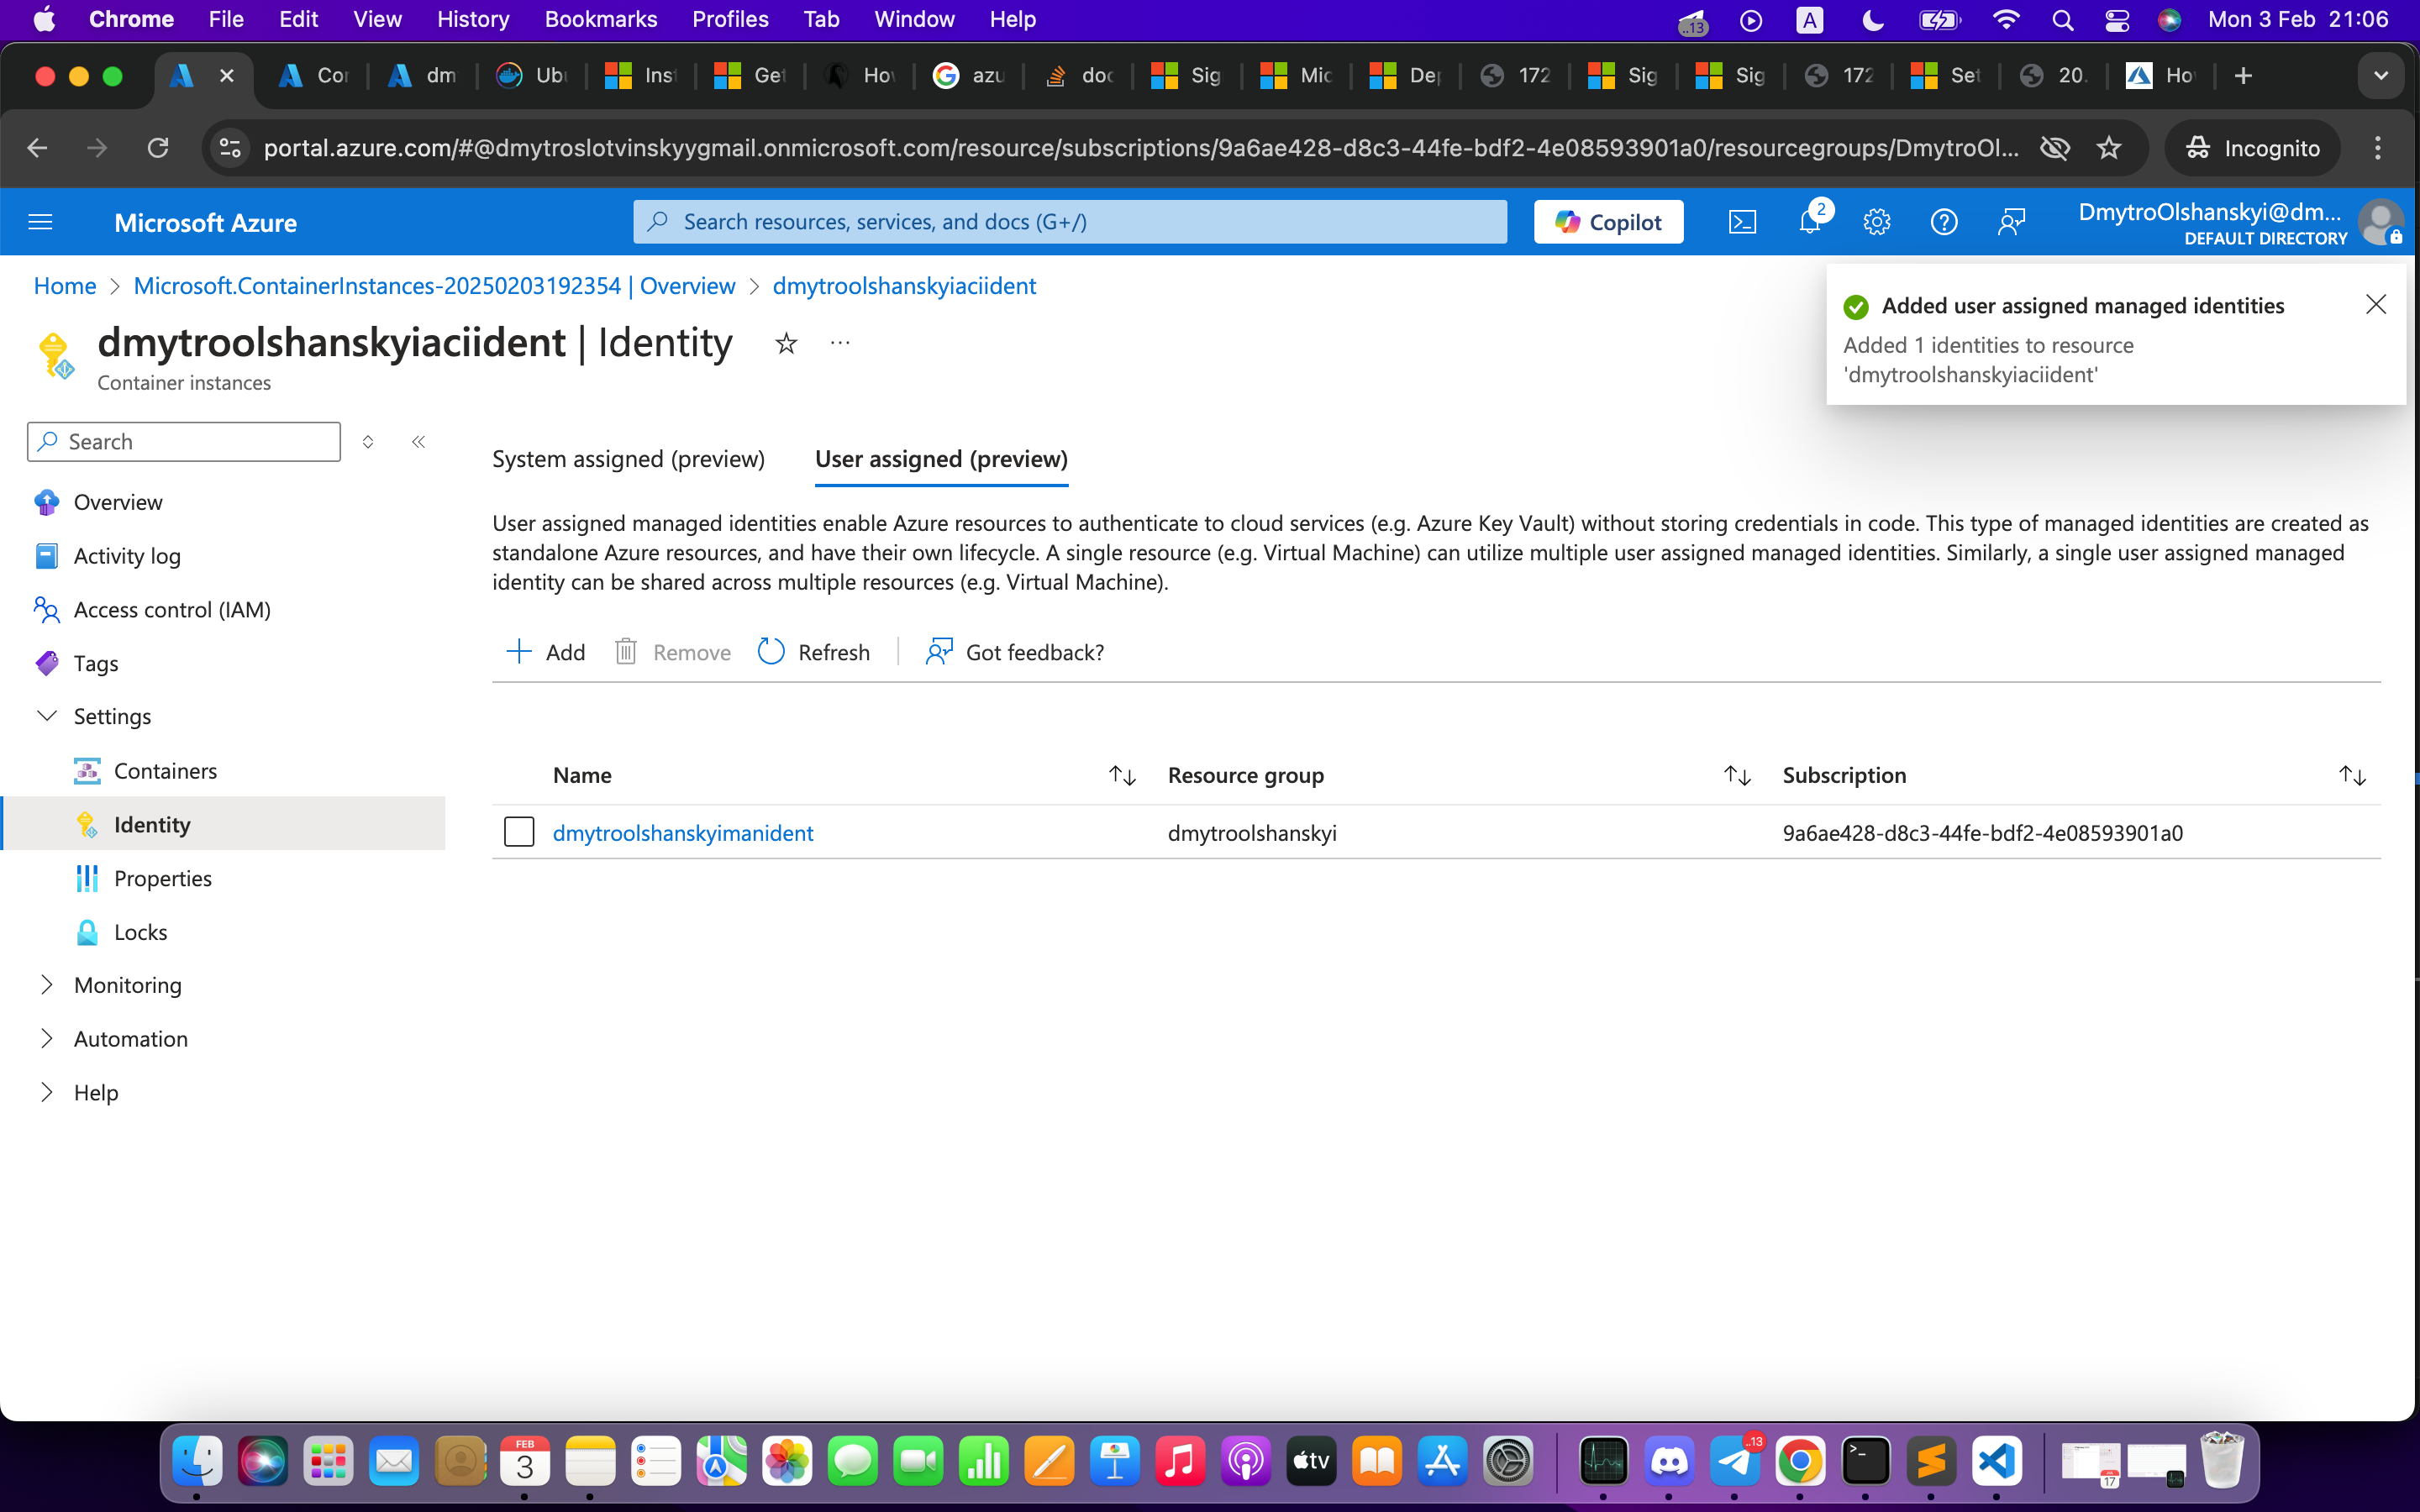 Chrome File Edit View History Bookmarks Profiles Tab Window Help ..13 A Mon 3 Feb 21:06
Cor dm Ubu Inst Get Hov azu doc Sig Mic Dep 172 Sig Sig 172 Set 20. Ho
portal.azure.com/#@dmytroslotvinskyygmail.onmicrosoft.com/resource/subscriptions/9a6ae428-d8c3-44fe-bdf2-4e08593901a0/resourcegroups/DmytroOl... Incognito
Microsoft Azure Search resources, services, and docs (G+/) Copilot 2 DmytroOlshanskyi@dm...
DEFAULT DIRECTORY
Home > Microsoft.ContainerInstances-20250203192354 | Overview > dmytroolshanskyiaciident
Added user assigned managed identities
Added 1 identities to resource
'dmytroolshanskyiaciident'
dmytroolshanskyiaciident | Identity
Container instances
Search
Overview
Activity log
Access control (IAM)
Tags
Settings
Containers
Identity
Properties
Locks
Monitoring
Automation
Help
System assigned (preview) User assigned (preview)
User assigned managed identities enable Azure resources to authenticate to cloud services (e.g. Azure Key Vault) without storing credentials in code. This type of managed identities are created as
standalone Azure resources, and have their own lifecycle. A single resource (e.g. Virtual Machine) can utilize multiple user assigned managed identities. Similarly, a single user assigned managed
identity can be shared across multiple resources (e.g. Virtual Machine).
Add Remove Refresh Got feedback?
Name Resource group Subscription
dmytroolshanskyimanident dmytroolshanskyi 9a6ae428-d8c3-44fe-bdf2-4e08593901a0
FEB
3
tv
..13
17